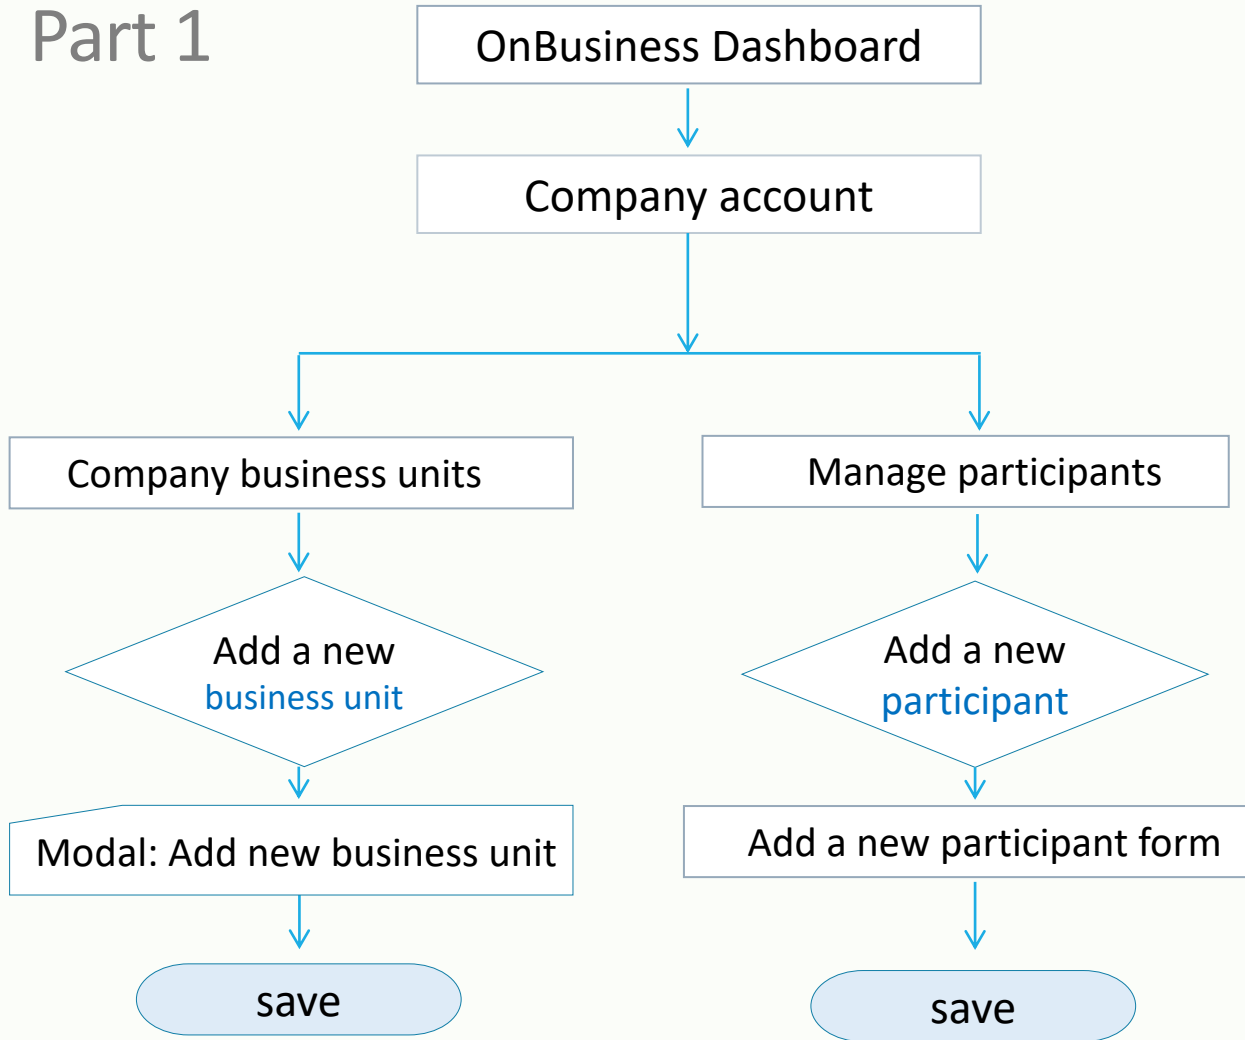 Part 1
OnBusiness Dashboard
Company account
Company business units
Manage participants
Add a new
business unit
Add a new
participant
Modal: Add new business unit
Add a new participant form
save
save